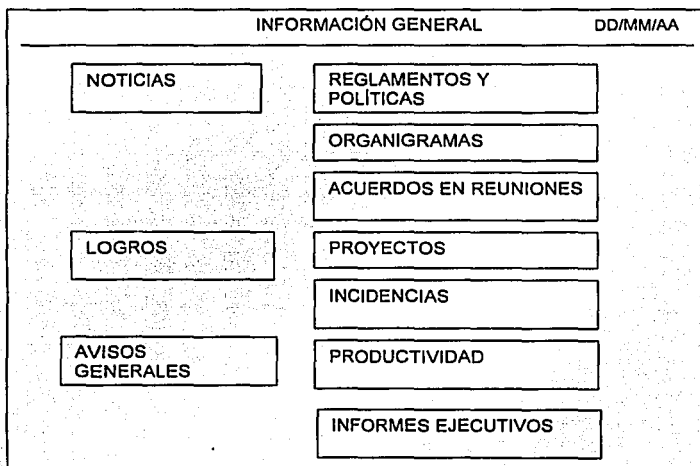 INFORMACIÓN GENERAL
DD/MM/AA
NOTICIAS
LOGROS
AVISOS
GENERALES
REGLAMENTOS Y
POLÍTICAS
ORGANIGRAMAS
ACUERDOS EN REUNIONES
PROYECTOS
INCIDENCIAS
PRODUCTIVIDAD
INFORMES EJECUTIVOS